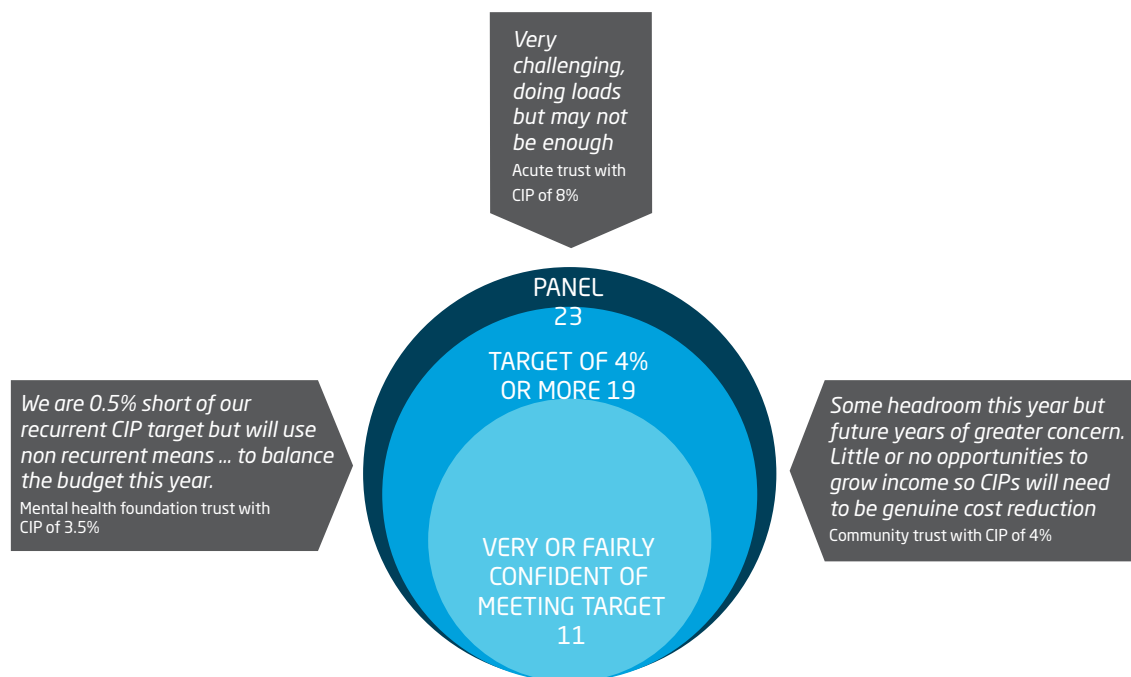 Very
challenging,
doing loads
but may not
be enough
Acute trust with
CIP of 8%
PANEL
23
TARGET OF 4%
OR MORE 19
We are 0.5% short of our
recurrent CIP target but will use
non recurrent means ... to balance
the budget this year.
Mental health foundation trust with
CIP of 3.5%
Some headroom this year but
future years of greater concern.
Little or no opportunities to
grow income so CIPs will need
to be genuine cost reduction
Community trust with CIP of 4%
VERY OR FAIRLY
CONFIDENT OF
MEETING TARGET
11